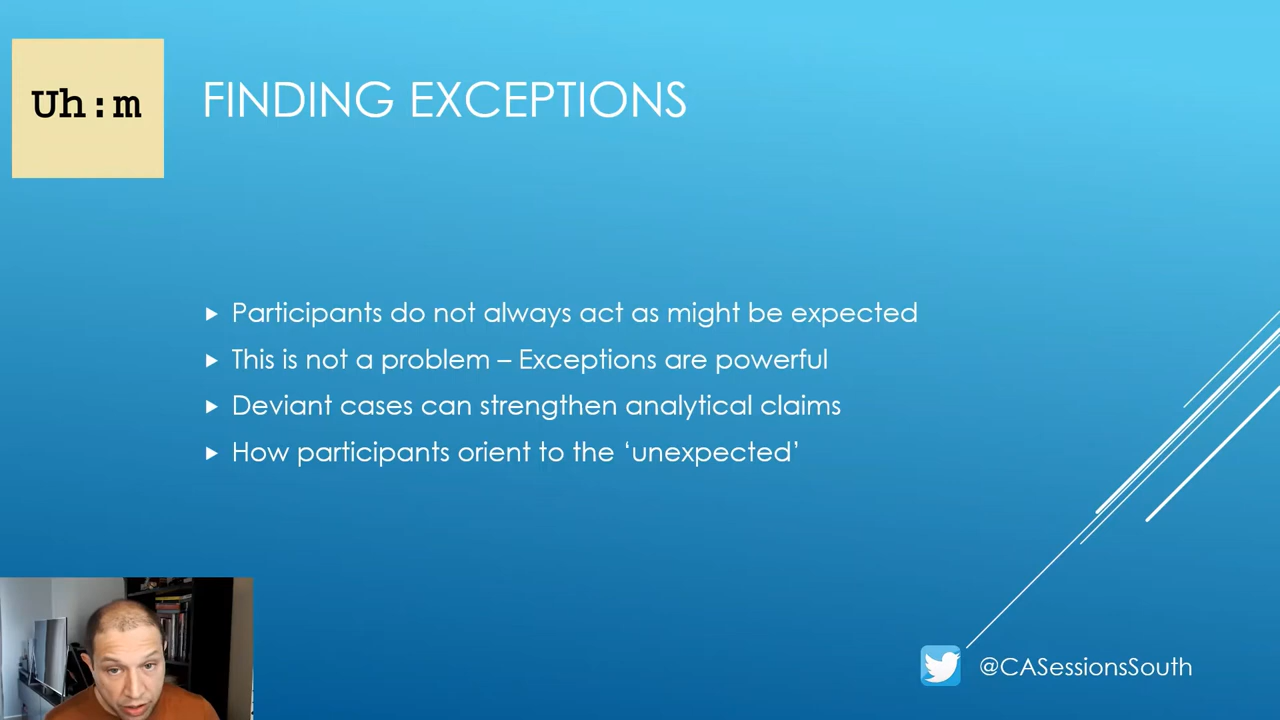 Uh:m
FINDING EXCEPTIONS
Participants do not always act as might be expected
This is not a problem – Exceptions are powerful
Deviant cases can strengthen analytical claims
How participants orient to the ‘unexpected’
@CASessionsSouth